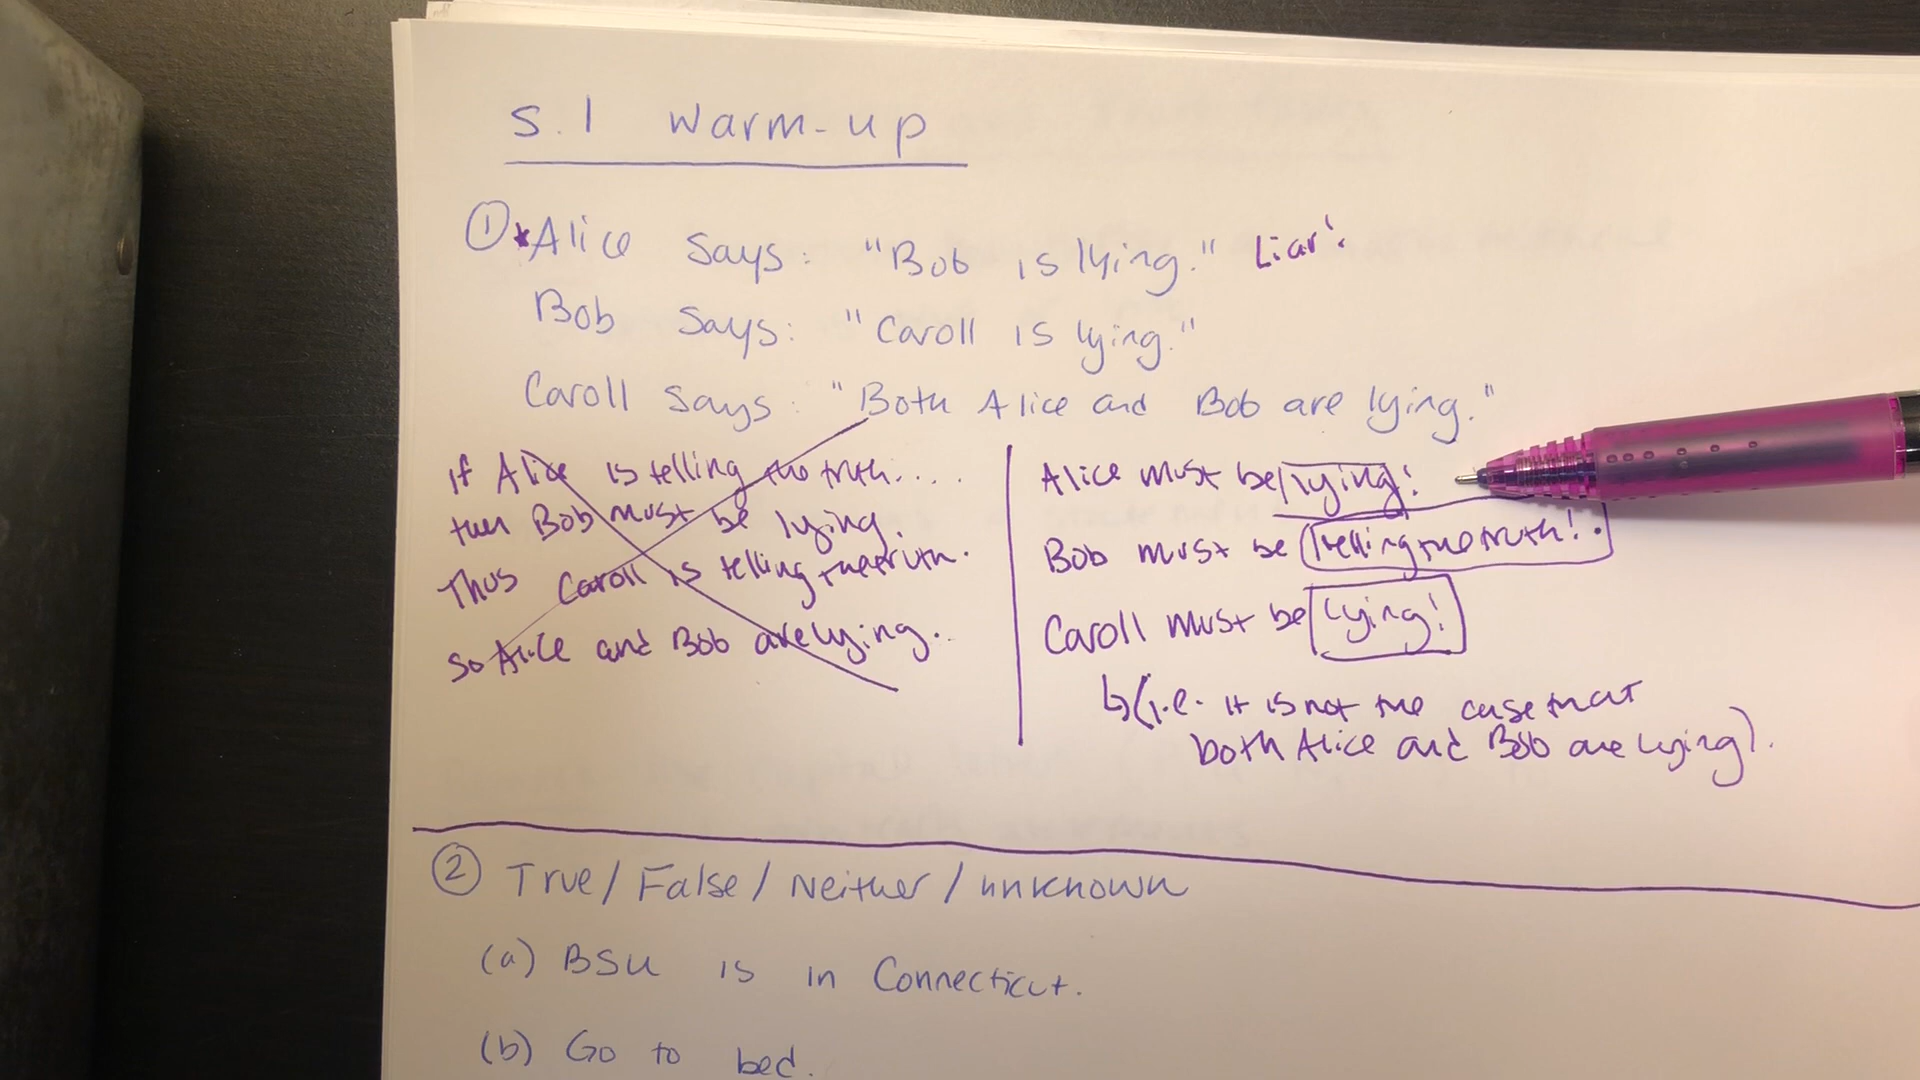 S.1 Warm-up
① *Alice says: "Bob is lying." Liar!
Bob says: "Caroll is lying."
Caroll says: "Both Alice and Bob are lying."
If Alice is telling the truth....
then Bob must be lying.
Thus Caroll is telling the truth.
So Alice and Bob are lying.
Alice must be lying!
Bob must be telling the truth!
Caroll must be lying!
(i.e. it is not the case that
both Alice and Bob are lying).
② True/False/Neither/unknown
(a) BSU is in Connecticut.
(b) Go to bed.